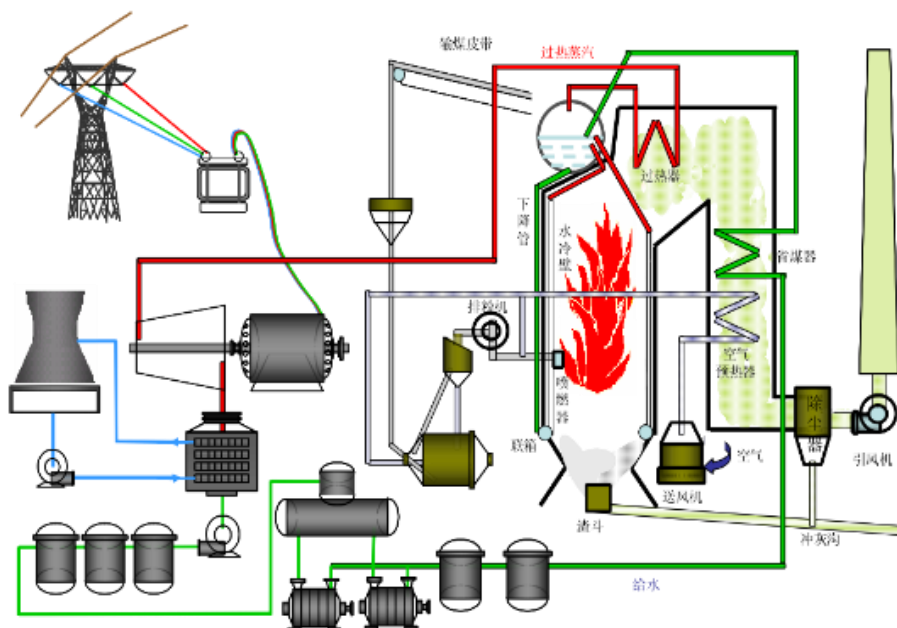 输煤皮带
过热蒸汽
过热器
下降管
水冷壁
省煤器
排粉机
空气
预热器
喷燃器
除尘器
联箱
空气
引风机
送风机
渣斗
冲灰沟
给水